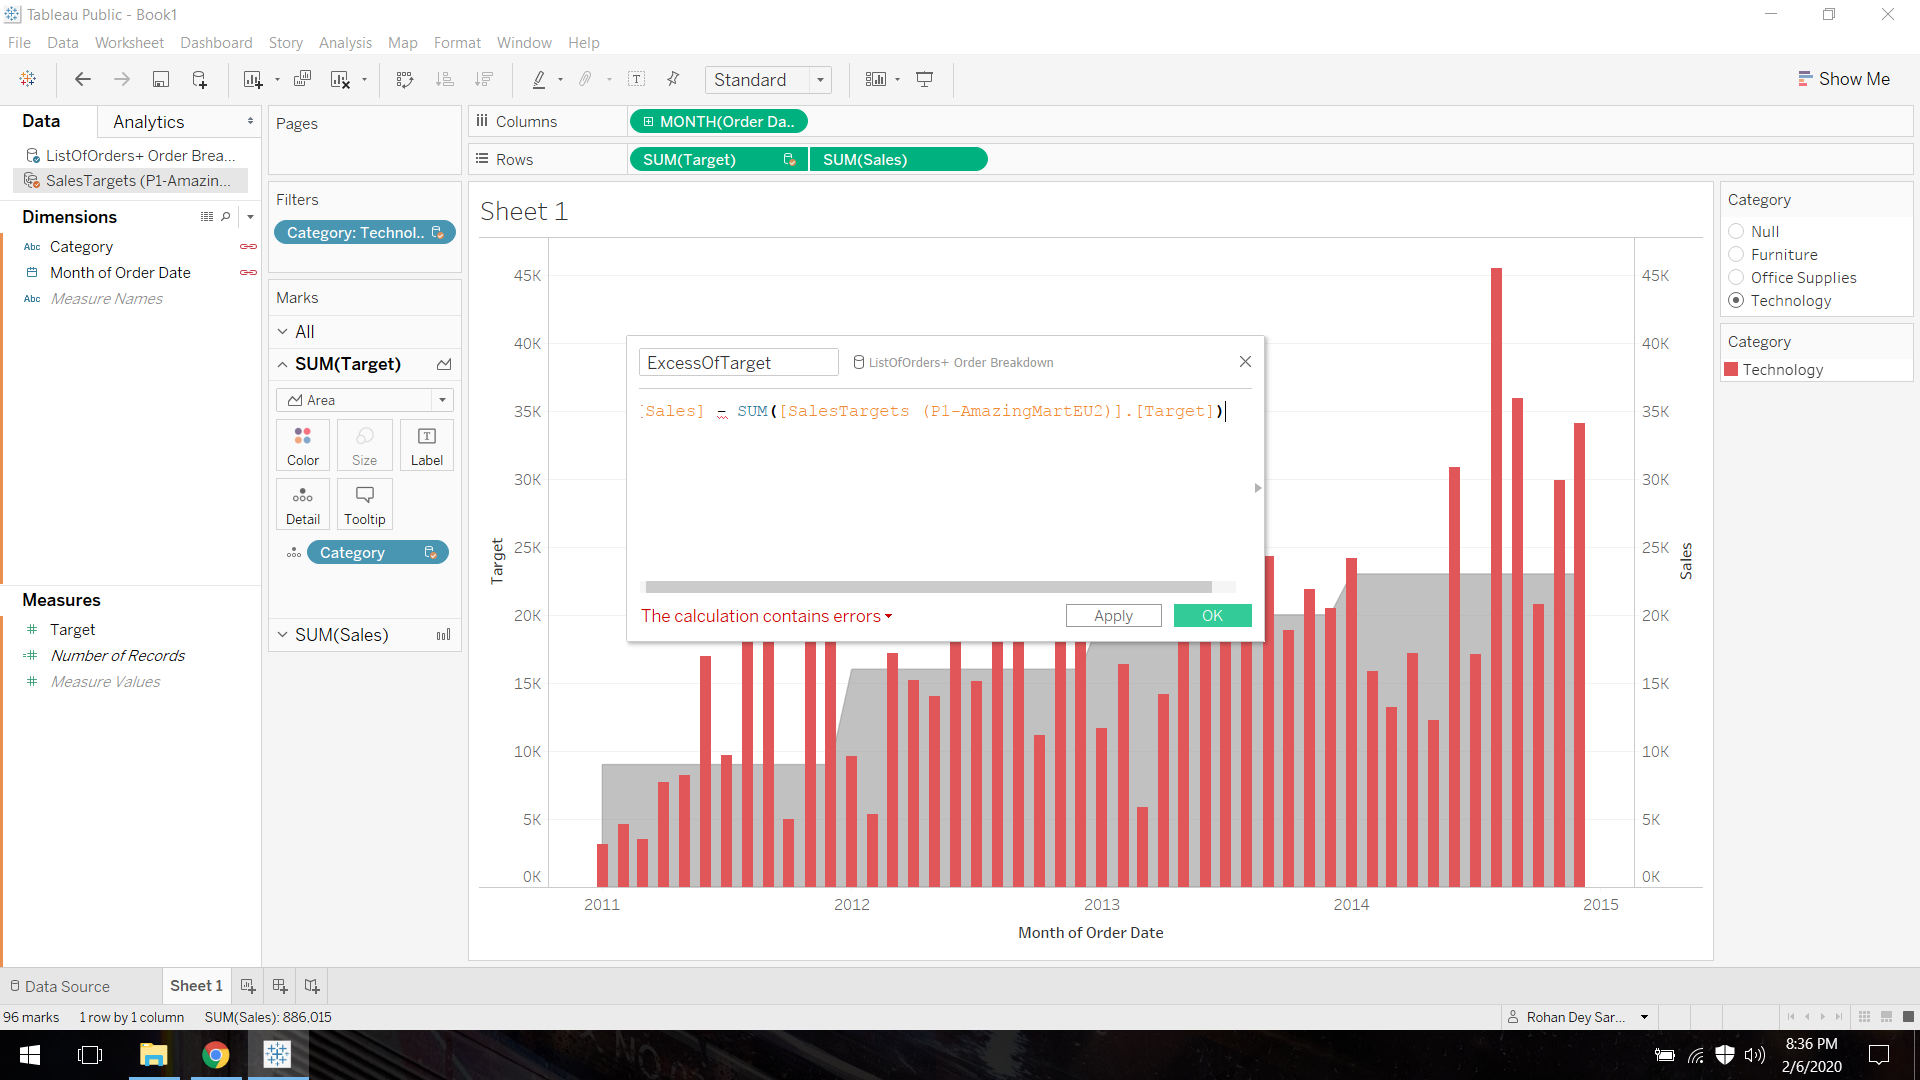 Tableau Public - Book1
File Data Worksheet Dashboard Story Analysis Map Format Window Help
Standard
Show Me
Data
Analytics
ListOfOrders+ Order Brea...
SalesTargets (P1-Amazin...
Dimensions
Abc Category
Month of Order Date
Abc Measure Names
Measures
Target
Number of Records
Measure Values
Pages
Filters
Category: Technol..
Marks
All
SUM(Target)
Area
Color
Size
Label
Detail
Tooltip
Category
SUM(Sales)
Columns
MONTH(Order Da..
Rows
SUM(Target)
SUM(Sales)
Sheet 1
45K
40K
35K
30K
25K
20K
15K
10K
5K
0K
Target
ExcessOfTarget
ListOfOrders+ Order Breakdown
[Sales] - SUM([SalesTargets (P1-AmazingMartEU2)].[Target])
The calculation contains errors
Apply
OK
45K
40K
35K
30K
25K
20K
15K
10K
5K
0K
Sales
2011 2012 2013 2014 2015
Month of Order Date
Category
Null
Furniture
Office Supplies
Technology
Category
Technology
Data Source
Sheet 1
96 marks 1 row by 1 column SUM(Sales): 886,015
Rohan Dey Sar...
8:36 PM
2/6/2020